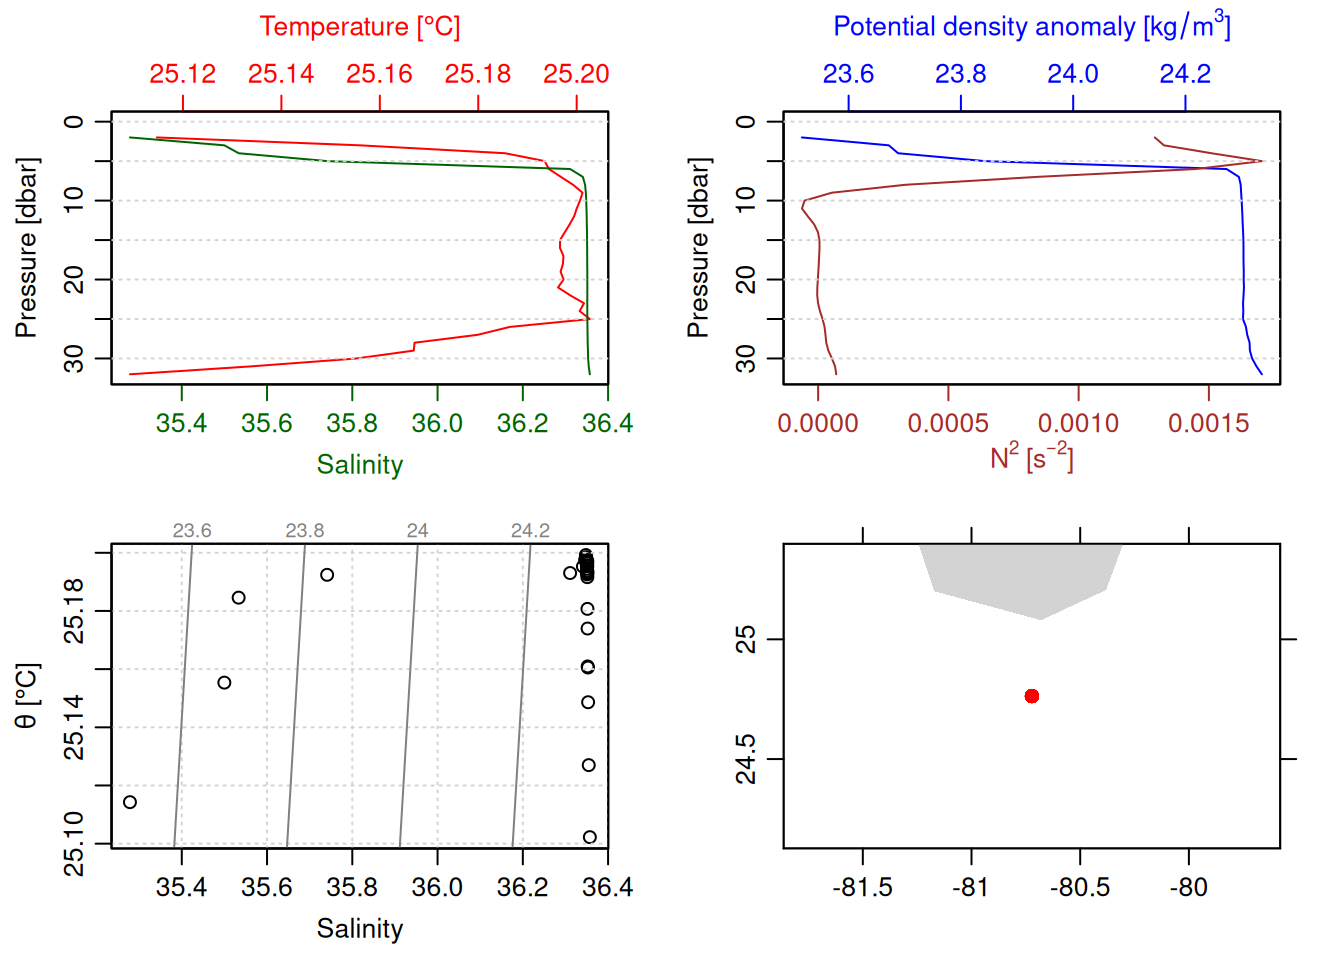 Temperature [°C]
25.12 25.14 25.16 25.18 25.20
Pressure [dbar]
0
10
20
30
35.4 35.6 35.8 36.0 36.2 36.4
Salinity
Potential density anomaly [kg/m³]
23.6 23.8 24.0 24.2
Pressure [dbar]
0
10
20
30
0.0000 0.0005 0.0010 0.0015
N² [s⁻²]
23.6 23.8 24 24.2
θ [°C]
25.18
25.14
25.10
35.4 35.6 35.8 36.0 36.2 36.4
Salinity
25
24.5
-81.5 -81 -80.5 -80